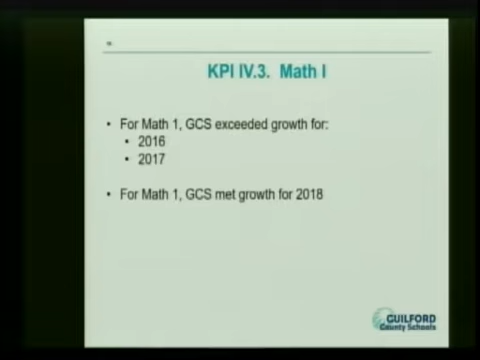 KPI IV.3. Math I
• For Math 1, GCS exceeded growth for:
• 2016
• 2017
• For Math 1, GCS met growth for 2018
GUILFORD
County Schools